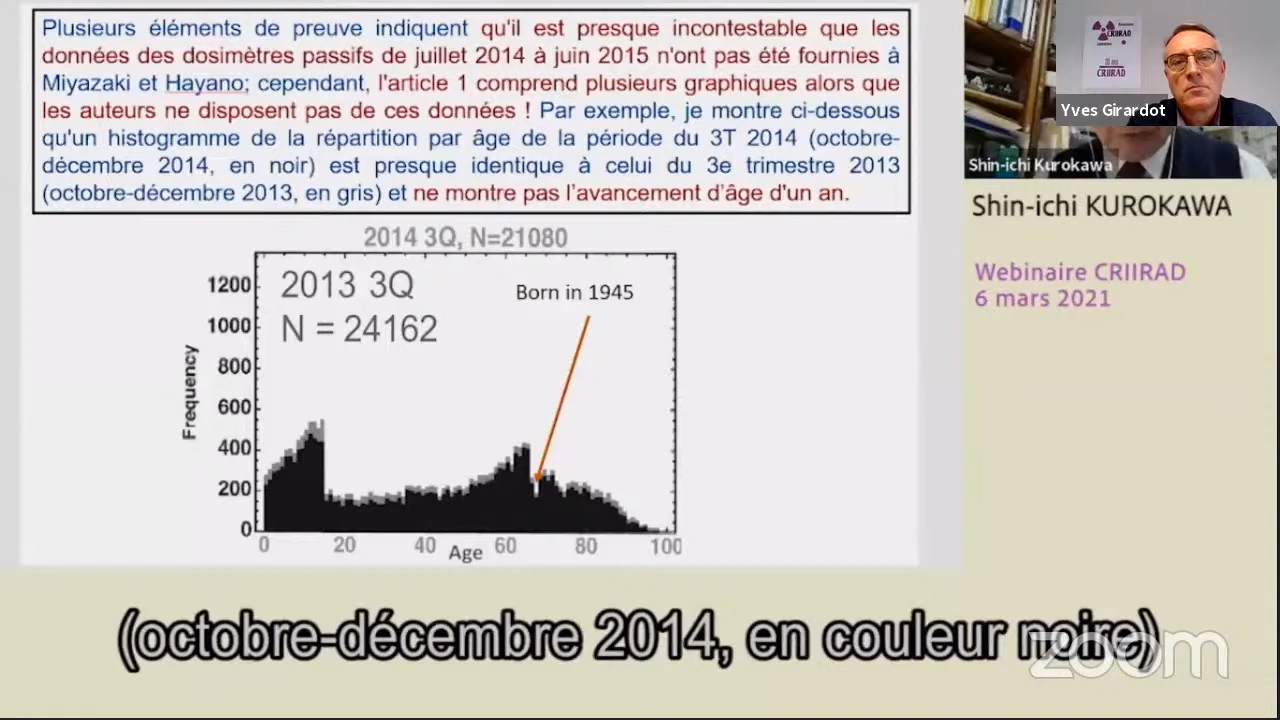 Plusieurs éléments de preuve indiquent qu'il est presque incontestable que les
données des dosimètres passifs de juillet 2014 à juin 2015 n'ont pas été fournies à
Miyazaki et Hayano; cependant, l'article 1 comprend plusieurs graphiques alors que
les auteurs ne disposent pas de ces données ! Par exemple, je montre ci-dessous
qu'un histogramme de la répartition par âge de la période du 3T 2014 (octobre-
décembre 2014, en noir) est presque identique à celui du 3e trimestre 2013
(octobre-décembre 2013, en gris) et ne montre pas l'avancement d'âge d'un an.
CRIIRAD
CRIIRAD
Yves Girardot
Shin-ichi Kurokawa
Shin-ichi KUROKAWA
Webinaire CRIIRAD
6 mars 2021
2014 3Q, N=21080
2013 3Q
N = 24162
Born in 1945
Frequency
1200
1000
800
600
400
200
0
0 20 40 60 80 100
Age
(octobre-décembre 2014, en couleur noire)
zoom